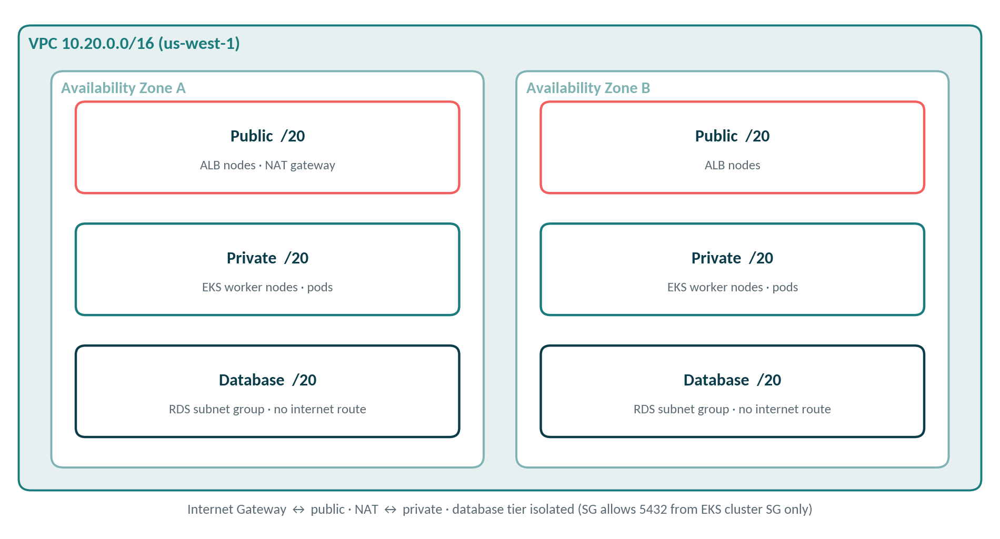 VPC 10.20.0.0/16 (us-west-1)
Availability Zone A
Public /20
ALB nodes · NAT gateway
Private /20
EKS worker nodes · pods
Database /20
RDS subnet group · no internet route
Availability Zone B
Public /20
ALB nodes
Private /20
EKS worker nodes · pods
Database /20
RDS subnet group · no internet route
Internet Gateway ↔ public · NAT ↔ private · database tier isolated (SG allows 5432 from EKS cluster SG only)